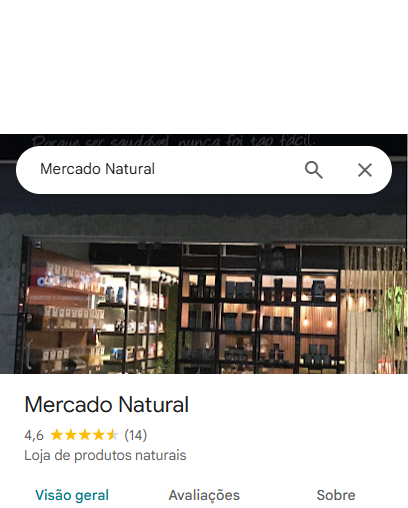 Porque ser saudável nunca foi tão fácil.
Mercado Natural
Mercado Natural
4,6 (14)
Loja de produtos naturais
Visão geral Avaliações Sobre